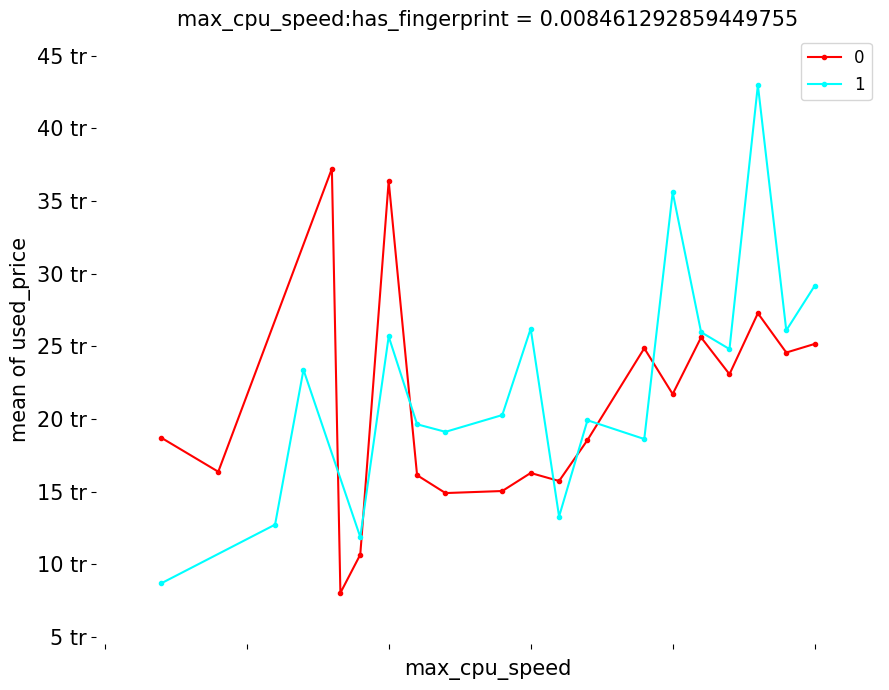 max_cpu_speed:has_fingerprint = 0.008461292859449755
0
1
45 tr
40 tr
35 tr
30 tr
25 tr
20 tr
15 tr
10 tr
5 tr
mean of used_price
max_cpu_speed